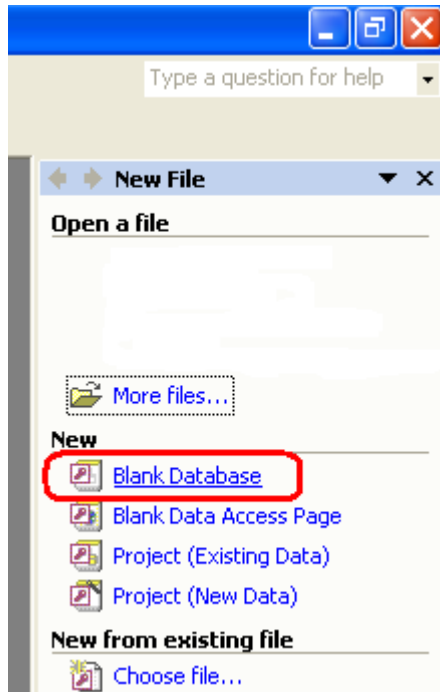 Type a question for help
New File
Open a file
More files...
New
Blank Database
Blank Data Access Page
Project (Existing Data)
Project (New Data)
New from existing file
Choose file...